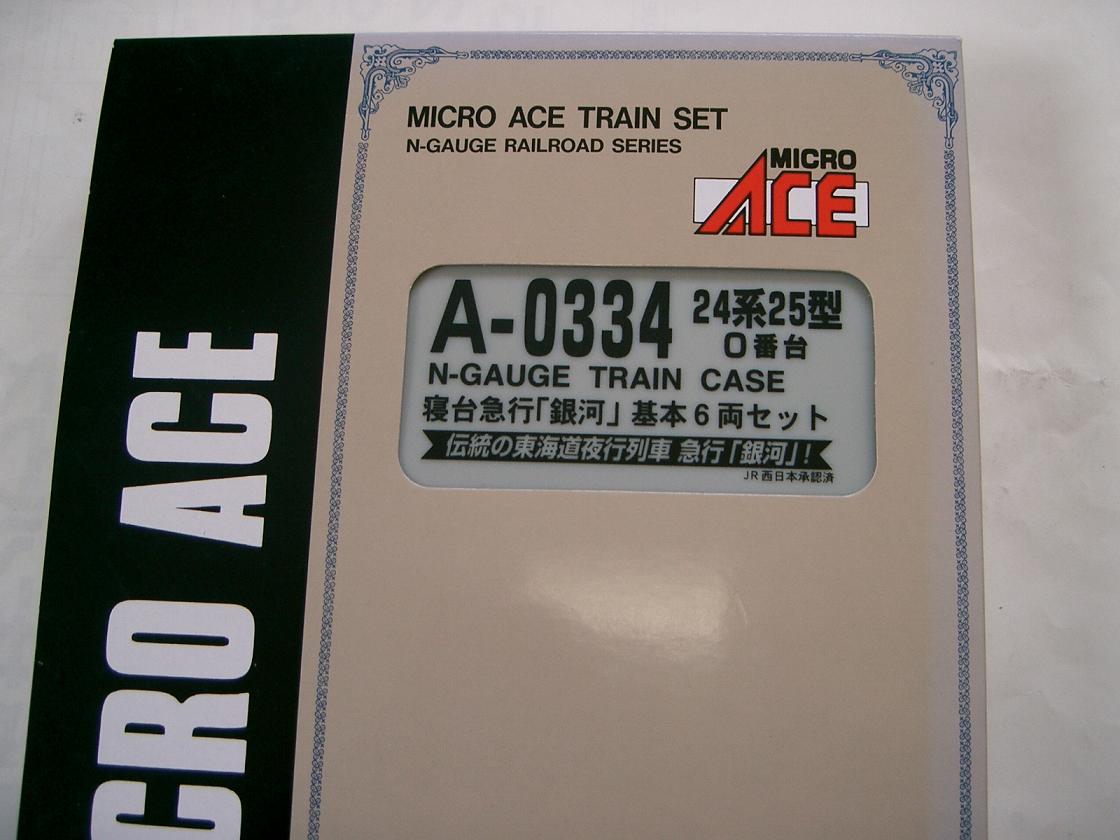 MICRO ACE TRAIN SET
N-GAUGE RAILROAD SERIES
MICRO
ACE
A-0334 24系25型
0番台
N-GAUGE TRAIN CASE
寝台急行「銀河」基本6両セット
伝統の東海道夜行列車 急行「銀河」!
JR西日本承認済
CRO ACE